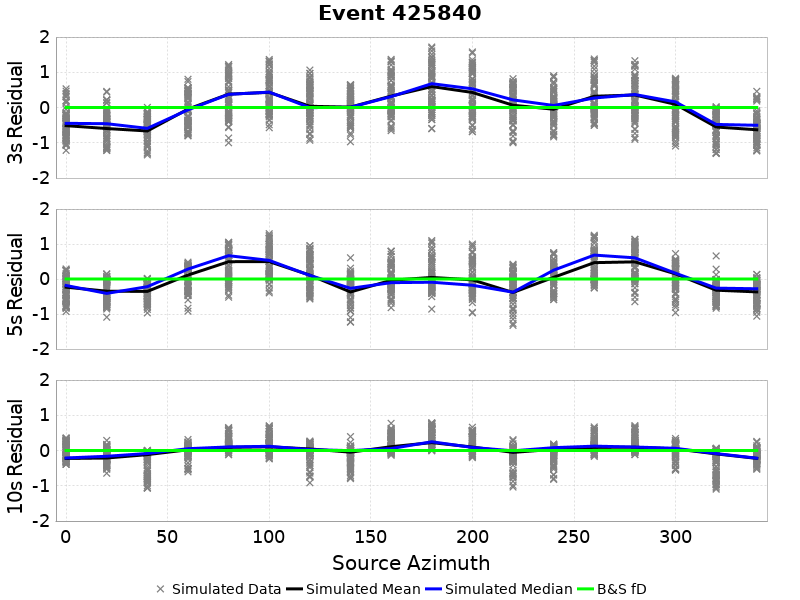 Event 425840
3s Residual
2
1
0
-1
-2
5s Residual
2
1
0
-1
-2
10s Residual
2
1
0
-1
-2
0 50 100 150 200 250 300
Source Azimuth
Simulated Data Simulated Mean Simulated Median B&S fD